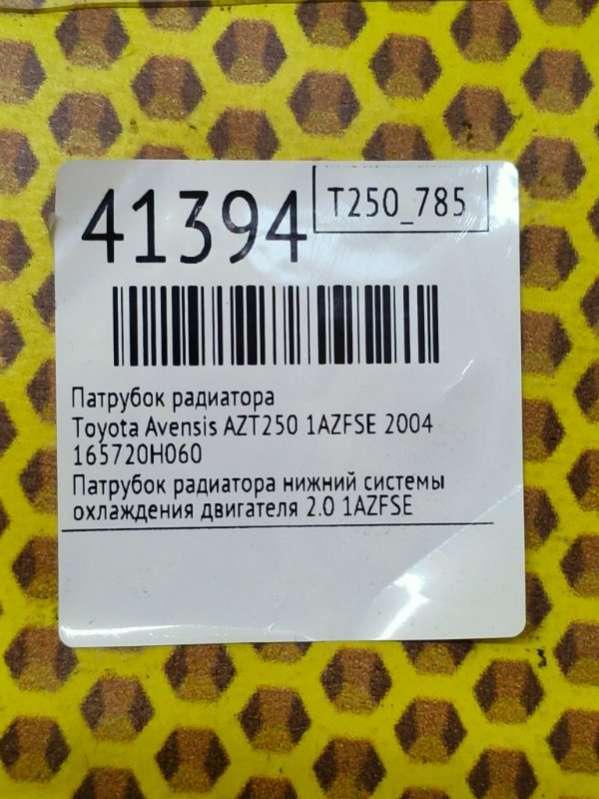 41394
T250_785
Патрубок радиатора
Toyota Avensis AZT250 1AZFSE 2004
165720H060
Патрубок радиатора нижний системы
охлаждения двигателя 2.0 1AZFSE